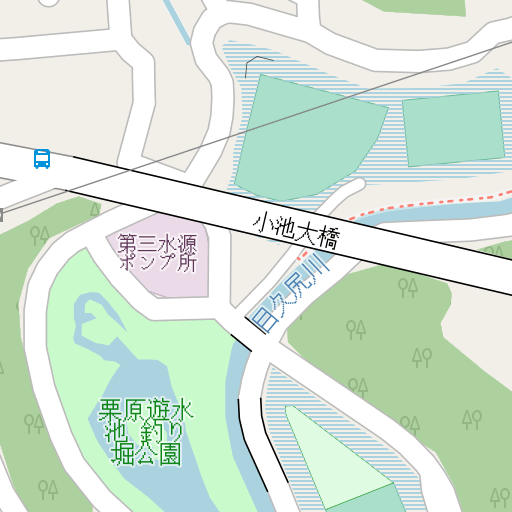 小池大橋
第三水源
ポンプ所
目久尻川
栗原遊水
池 釣り
堀公園